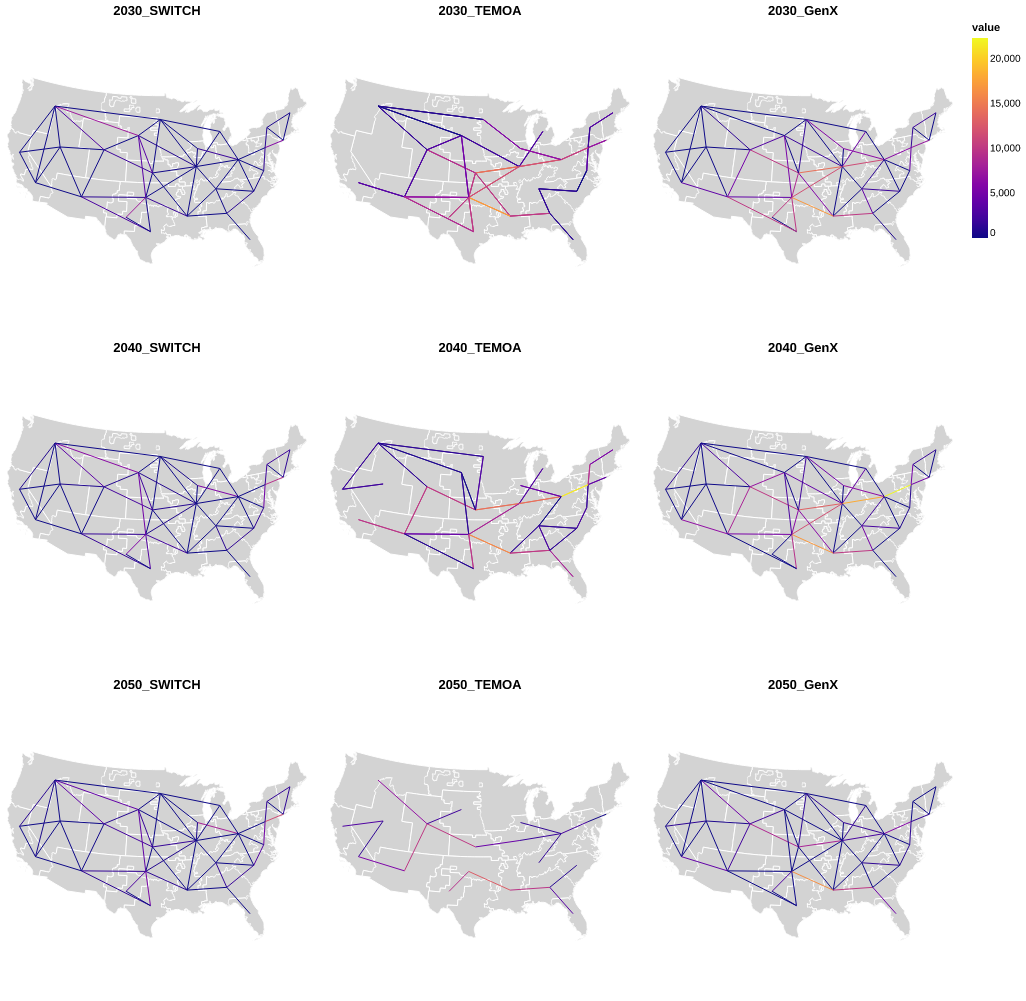 2030_SWITCH
2030_TEMOA
2030_GenX
value
20,000
15,000
10,000
5,000
0
2040_SWITCH
2040_TEMOA
2040_GenX
2050_SWITCH
2050_TEMOA
2050_GenX